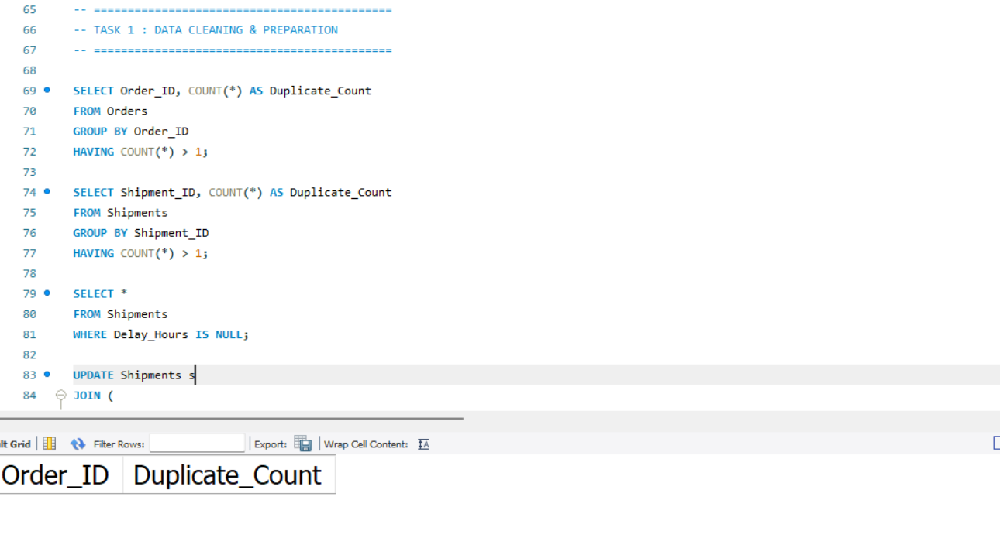 65 -- ============================================
66 -- TASK 1 : DATA CLEANING & PREPARATION
67 -- ============================================
68
69 SELECT Order_ID, COUNT(*) AS Duplicate_Count
70 FROM Orders
71 GROUP BY Order_ID
72 HAVING COUNT(*) > 1;
73
74 SELECT Shipment_ID, COUNT(*) AS Duplicate_Count
75 FROM Shipments
76 GROUP BY Shipment_ID
77 HAVING COUNT(*) > 1;
78
79 SELECT *
80 FROM Shipments
81 WHERE Delay_Hours IS NULL;
82
83 UPDATE Shipments s
84 JOIN (
lt Grid Filter Rows: Export: Wrap Cell Content: IA
Order_ID Duplicate_Count